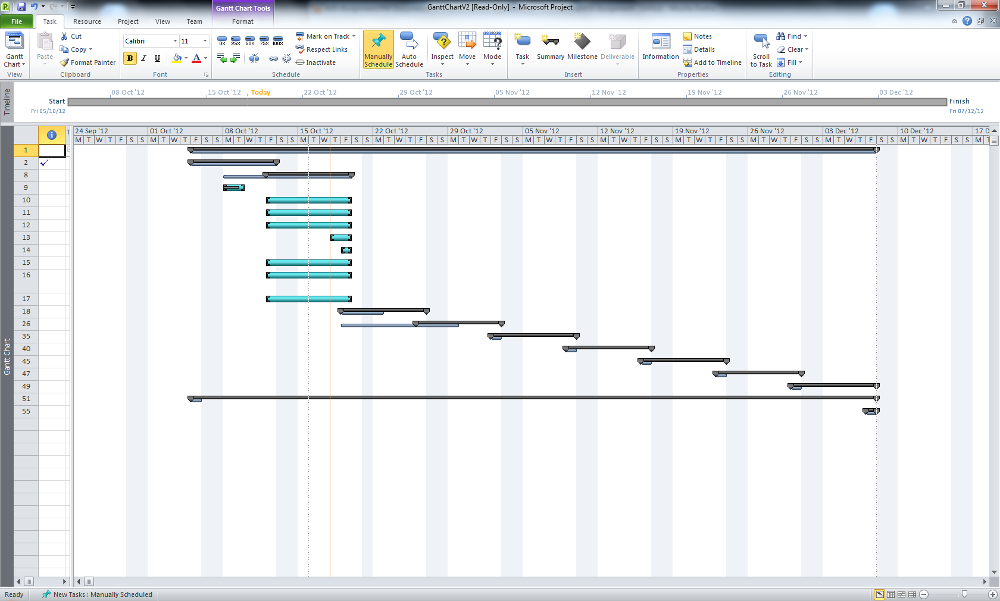 Gantt Chart Tools
GanttChartV2 [Read-Only] - Microsoft Project
File Task Resource Project View Team Format
Gantt Chart
View
Paste
Cut
Copy
Format Painter
Clipboard
Calibri 11
B I U A
Font
0% 25% 50% 75% 100%
Mark on Track
Respect Links
Inactivate
Schedule
Manually Schedule
Auto Schedule
Inspect
Move
Mode
Tasks
Task
Summary
Milestone
Deliverable
Insert
Information
Notes
Details
Add to Timeline
Properties
Scroll to Task
Find
Clear
Fill
Editing
Timeline
08 Oct '12 15 Oct '12 Today 22 Oct '12 29 Oct '12 05 Nov '12 12 Nov '12 19 Nov '12 26 Nov '12 03 Dec '12
Start Finish
Fri 05/10/12 Fri 07/12/12
24 Sep '12 01 Oct '12 08 Oct '12 15 Oct '12 22 Oct '12 29 Oct '12 05 Nov '12 12 Nov '12 19 Nov '12 26 Nov '12 03 Dec '12 10 Dec '12 17 D
T M T W T F S S M T W T F S S M T W T F S S M T W T F S S M T W T F S S M T W T F S S M T W T F S S M T W T F S S M T W T F S S M T W T F S S M T W T F S S M T W T F S S M T
1
2
8
9
10
11
12
13
14
15
16
17
18
26
35
40
45
47
49
51
55
Gantt Chart
Ready New Tasks : Manually Scheduled